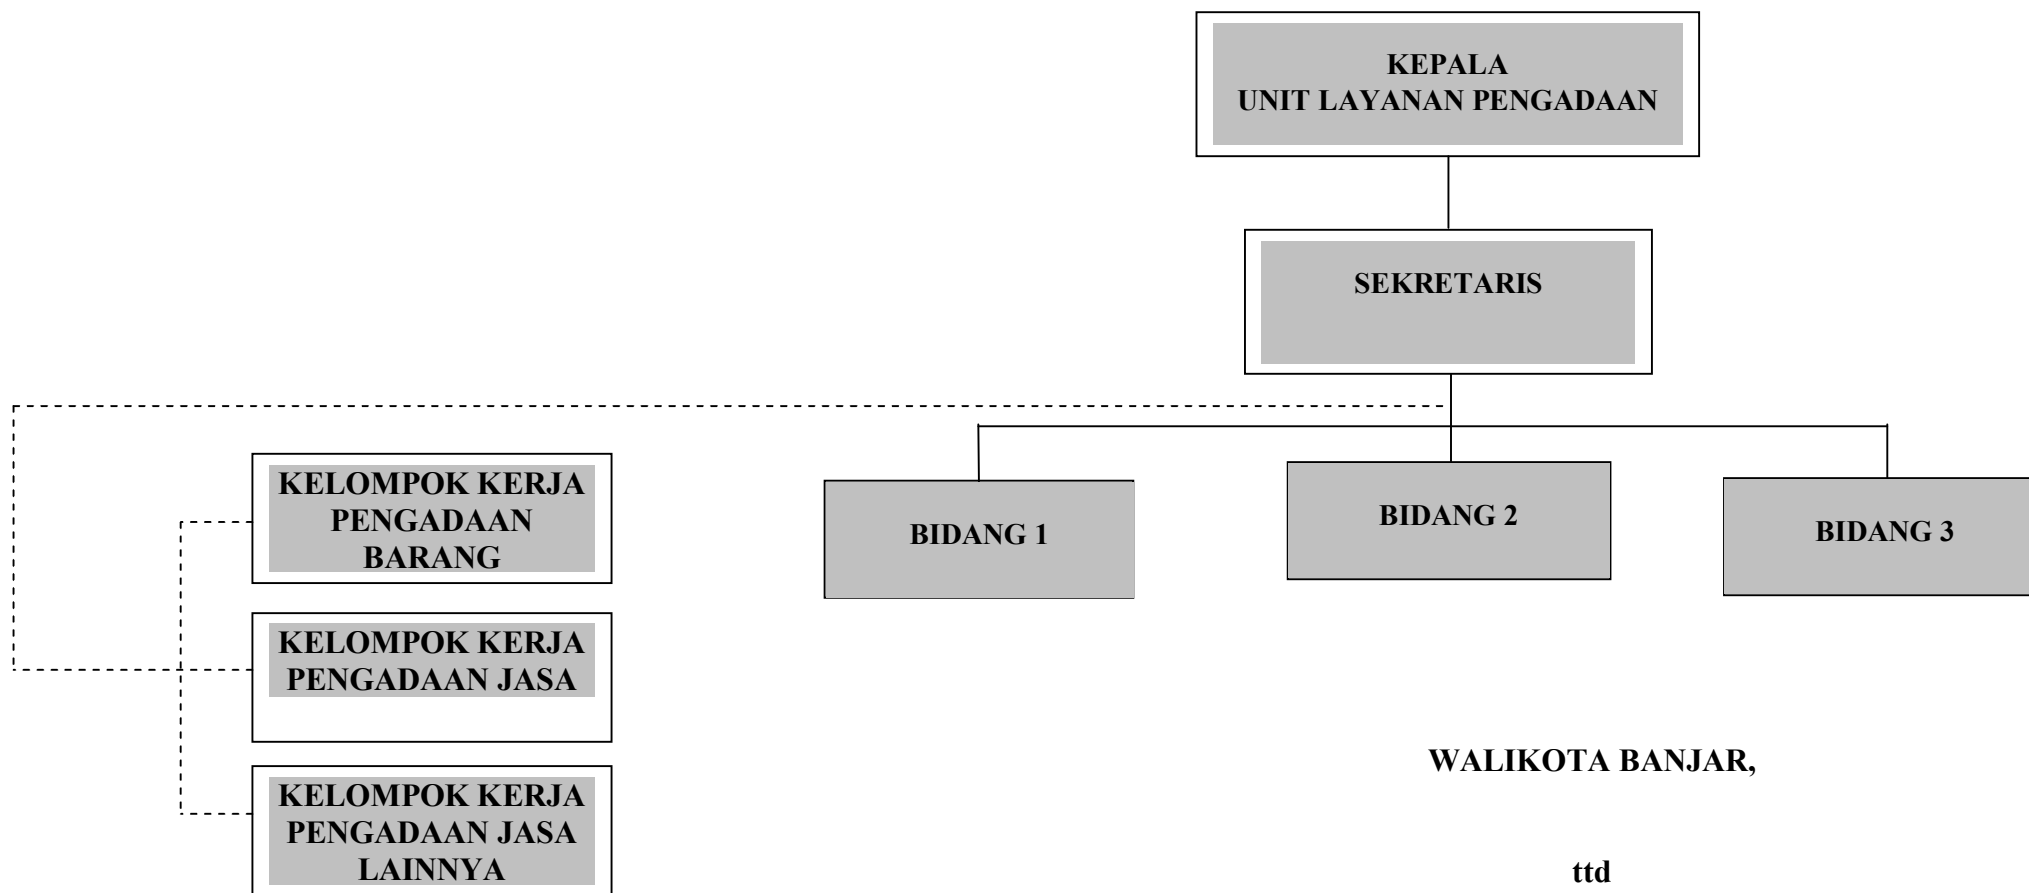 KEPALA
UNIT LAYANAN PENGADAAN
SEKRETARIS
KELOMPOK KERJA
PENGADAAN
BARANG
BIDANG 1
BIDANG 2
BIDANG 3
KELOMPOK KERJA
PENGADAAN JASA
KELOMPOK KERJA
PENGADAAN JASA
LAINNYA
WALIKOTA BANJAR,
ttd